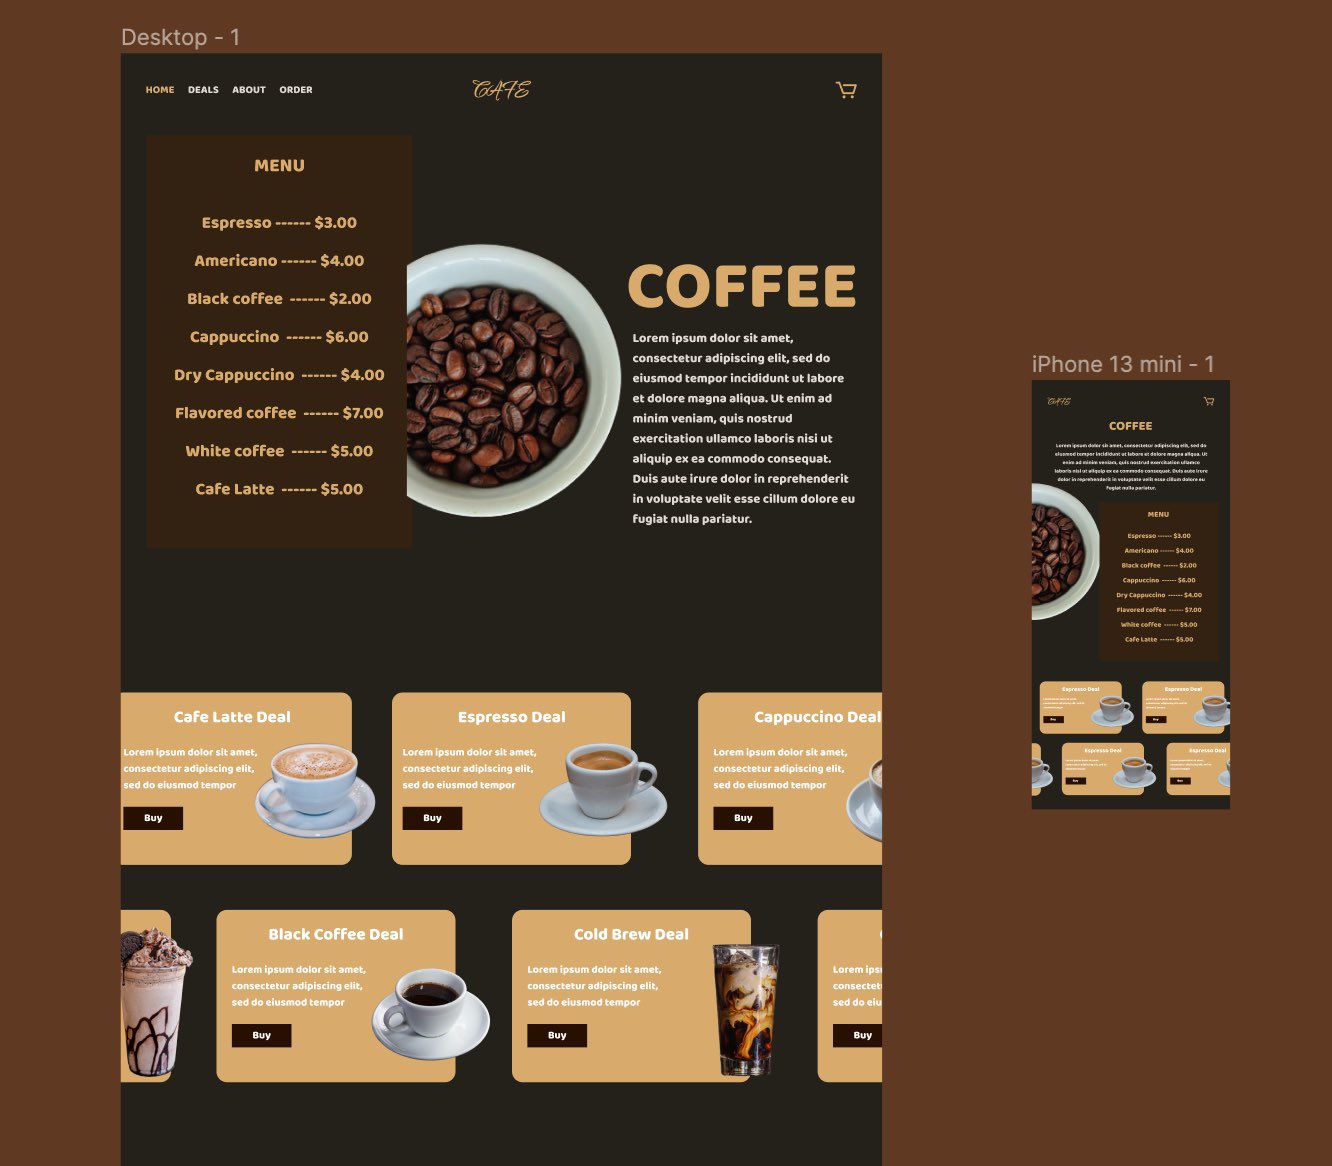 Desktop - 1
HOME DEALS ABOUT ORDER
CAFE
MENU
Espresso ------ $3.00
Americano ------ $4.00
Black coffee ------ $2.00
Cappuccino ------ $6.00
Dry Cappuccino ------ $4.00
Flavored coffee ------ $7.00
White coffee ------ $5.00
Cafe Latte ------ $5.00
COFFEE
Lorem ipsum dolor sit amet,
consectetur adipiscing elit, sed do
eiusmod tempor incididunt ut labore
et dolore magna aliqua. Ut enim ad
minim veniam, quis nostrud
exercitation ullamco laboris nisi ut
aliquip ex ea commodo consequat.
Duis aute irure dolor in reprehenderit
in voluptate velit esse cillum dolore eu
fugiat nulla pariatur.
Cafe Latte Deal
Lorem ipsum dolor sit amet,
consectetur adipiscing elit,
sed do eiusmod tempor
Buy
Espresso Deal
Lorem ipsum dolor sit amet,
consectetur adipiscing elit,
sed do eiusmod tempor
Buy
Cappuccino Deal
Lorem ipsum dolor sit amet,
consectetur adipiscing elit,
sed do eiusmod tempor
Buy
Black Coffee Deal
Lorem ipsum dolor sit amet,
consectetur adipiscing elit,
sed do eiusmod tempor
Buy
Cold Brew Deal
Lorem ipsum dolor sit amet,
consectetur adipiscing elit,
sed do eiusmod tempor
Buy
Lorem ips
consectet
sed do eiu
Buy
iPhone 13 mini - 1
CAFE
COFFEE
Lorem ipsum dolor sit amet, consectetur adipiscing elit, sed do
eiusmod tempor incididunt ut labore et dolore magna aliqua. Ut
enim ad minim veniam, quis nostrud exercitation ullamco
laboris nisi ut aliquip ex ea commodo consequat. Duis aute irure
dolor in reprehenderit in voluptate velit esse cillum dolore eu
fugiat nulla pariatur.
MENU
Espresso ------ $3.00
Americano ------ $4.00
Black coffee ------ $2.00
Cappuccino ------ $6.00
Dry Cappuccino ------ $4.00
Flavored coffee ------ $7.00
White coffee ------ $5.00
Cafe Latte ------ $5.00
Espresso Deal
Buy
Espresso Deal
Buy
Espresso Deal
Buy
Espresso Deal
Buy